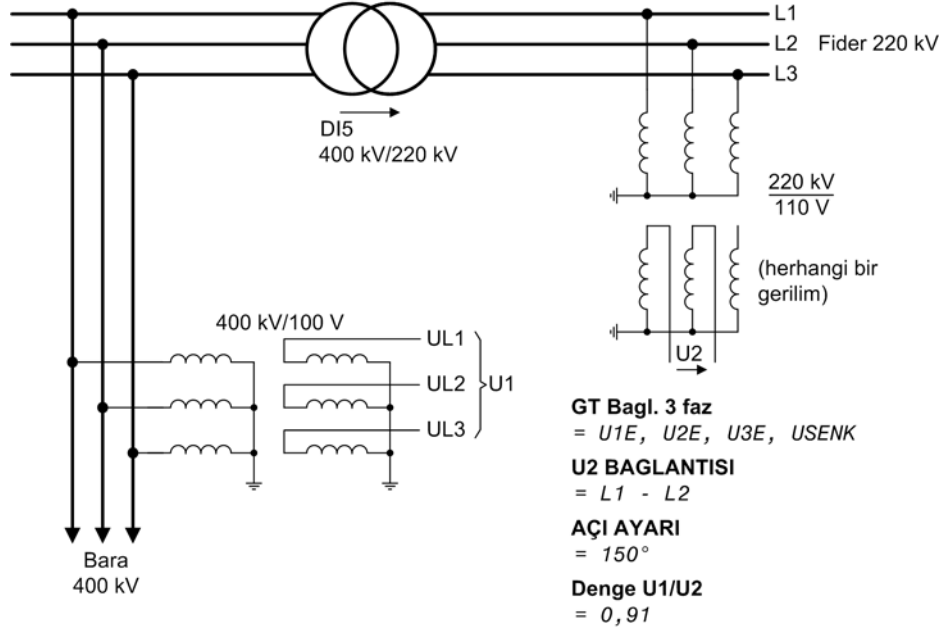 L1
L2 Fider 220 kV
L3
DI5
400 kV/220 kV
220 kV
110 V
(herhangi bir
gerilim)
400 kV/100 V
UL1
UL2
U1
UL3
U2
GT Bagl. 3 faz
= U1E, U2E, U3E, USENK
U2 BAGLANTISI
= L1 - L2
AÇI AYARI
= 150°
Denge U1/U2
= 0,91
Bara
400 kV